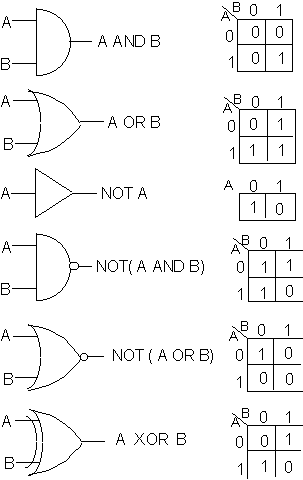 A
B
A AND B
B 0 1
A
0 0 0
1 0 1
A
B
A OR B
B 0 1
A
0 0 1
1 1 1
A
NOT A
A 0 1
1 0
A
B
NOT( A AND B)
B 0 1
A
0 1 1
1 1 0
A
B
NOT ( A OR B)
B 0 1
A
0 1 0
1 0 0
A
B
A XOR B
B 0 1
A
0 0 1
1 1 0